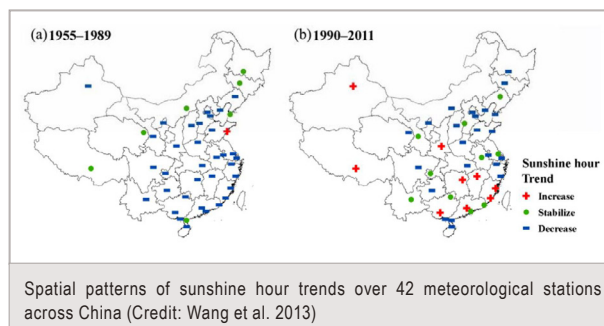 (a) 1955–1989
(b) 1990–2011
Sunshine hour
Trend
Increase
Stabilize
Decrease
Spatial patterns of sunshine hour trends over 42 meteorological stations
across China (Credit: Wang et al. 2013)